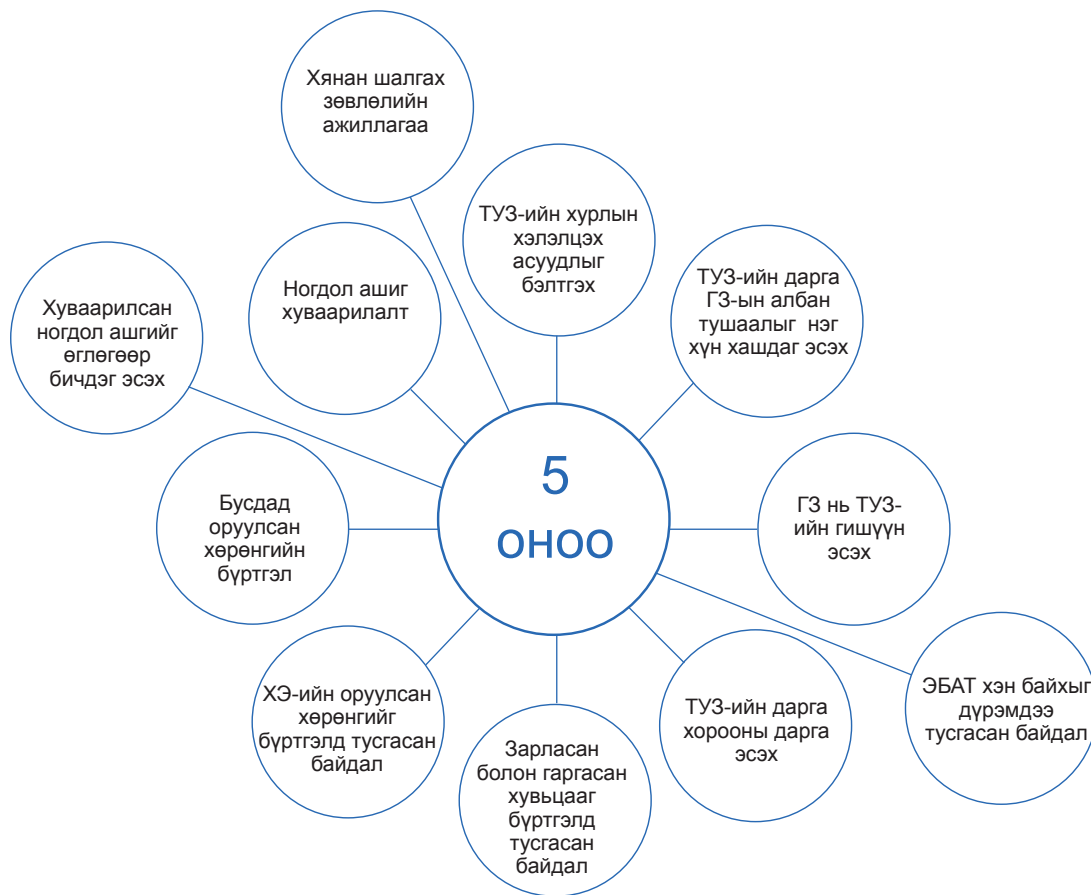 Хянан шалгах
зөвлөлийн
ажиллагаа
ТУЗ-ийн хурлын
хэлэлцэх
асуудлыг
бэлтгэх
Ногдол ашиг
хуваарилалт
ТУЗ-ийн дарга
ГЗ-ын албан
тушаалыг нэг
хүн хашдаг эсэх
Хуваарилсан
ногдол ашгийг
өглөгөөр
бичдэг эсэх
5
оноо
Бусдад
оруулсан
хөрөнгийн
бүртгэл
ГЗ нь ТУЗ-
ийн гишүүн
эсэх
ХЭ-ийн оруулсан
хөрөнгийг
бүртгэлд тусгасан
байдал
ТУЗ-ийн дарга
хорооны дарга
эсэх
ЭБАТ хэн байхыг
дүрэмдээ
тусгасан байдал
Зарласан
болон гаргасан
хувьцааг
бүртгэлд
тусгасан
байдал